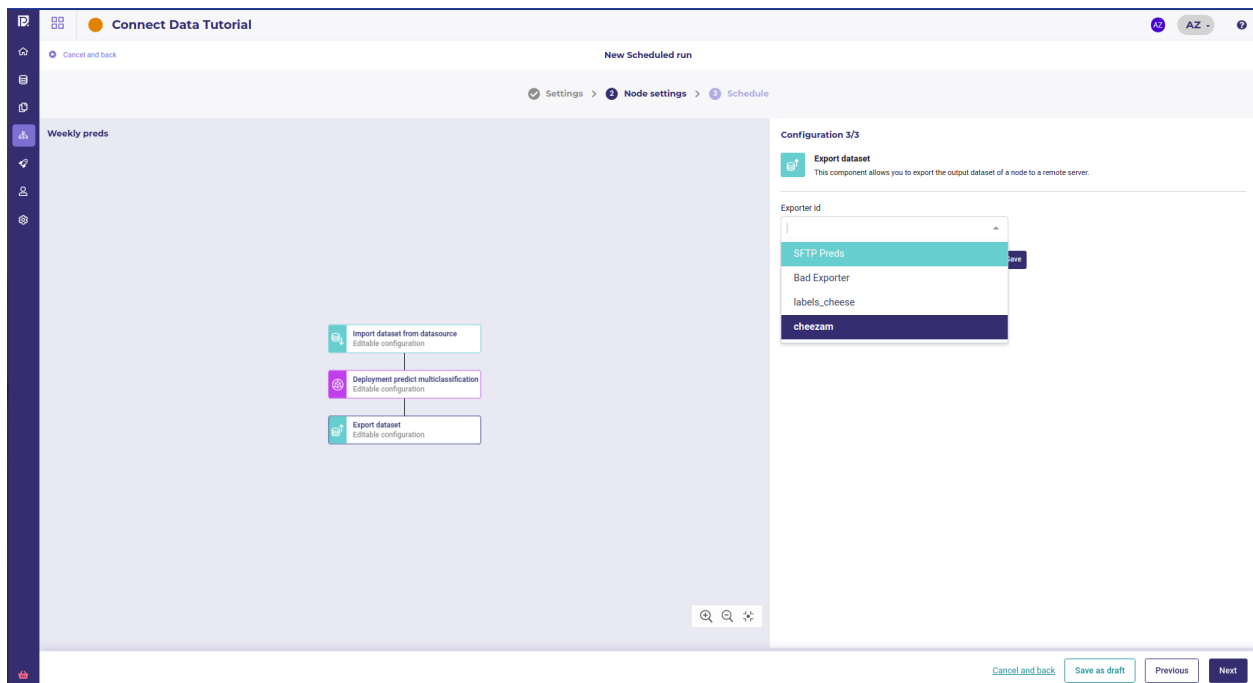 Connect Data Tutorial
AZ
AZ
Cancel and back
New Scheduled run
Settings > 2 Node settings > 3 Schedule
Weekly preds
Configuration 3/3
Export dataset
This component allows you to export the output dataset of a node to a remote server.
Exporter id
SFTP Preds
Save
Bad Exporter
labels_cheese
cheezam
Import dataset from datasource
Editable configuration
Deployment predict multiclassification
Editable configuration
Export dataset
Editable configuration
Cancel and back
Save as draft
Previous
Next